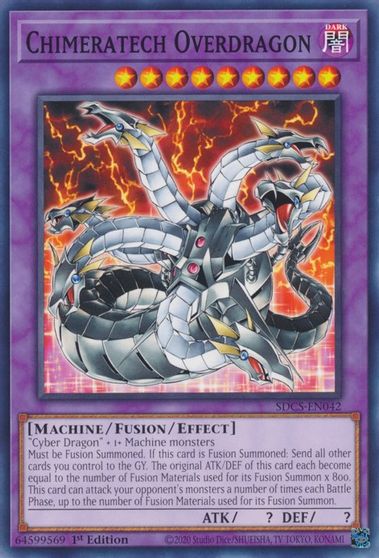 CHIMERATECH OVERDRAGON
DARK
闇
SDCS-EN042
[MACHINE/FUSION/EFFECT]
"Cyber Dragon" + 1+ Machine monsters
Must be Fusion Summoned. If this card is Fusion Summoned: Send all other
cards you control to the GY. The original ATK/DEF of this card each become
equal to the number of Fusion Materials used for its Fusion Summon x 800.
This card can attack your opponent's monsters a number of times each Battle
Phase, up to the number of Fusion Materials used for its Fusion Summon.
ATK/ ? DEF/ ?
64599569 1st Edition ©2020 Studio Dice/SHUEISHA, TV TOKYO, KONAMI